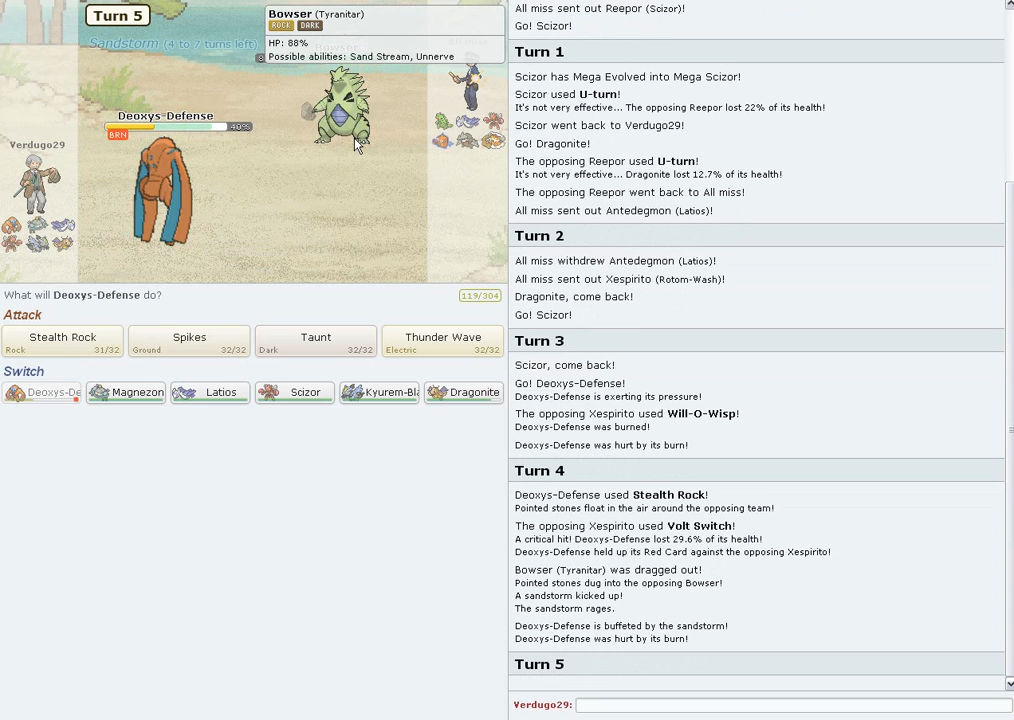 Turn 5
Bowser (Tyranitar)
ROCK DARK
HP: 88%
Possible abilities: Sand Stream, Unnerve
Sandstorm (4 to 7 turns left)
Deoxys-Defense
40%
BRN
Verdugo29
What will Deoxys-Defense do?
119/304
Attack
Stealth Rock
Rock 31/32
Spikes
Ground 32/32
Taunt
Dark 32/32
Thunder Wave
Electric 32/32
Switch
Deoxys-De
Magnezon
Latios
Scizor
Kyurem-Bla
Dragonite
All miss sent out Reepor (Scizor)!
Go! Scizor!
Turn 1
Scizor has Mega Evolved into Mega Scizor!
Scizor used U-turn!
It's not very effective... The opposing Reepor lost 22% of its health!
Scizor went back to Verdugo29!
Go! Dragonite!
The opposing Reepor used U-turn!
It's not very effective... Dragonite lost 12.7% of its health!
The opposing Reepor went back to All miss!
All miss sent out Antedegmon (Latios)!
Turn 2
All miss withdrew Antedegmon (Latios)!
All miss sent out Xespirito (Rotom-Wash)!
Dragonite, come back!
Go! Scizor!
Turn 3
Scizor, come back!
Go! Deoxys-Defense!
Deoxys-Defense is exerting its pressure!
The opposing Xespirito used Will-O-Wisp!
Deoxys-Defense was burned!
Deoxys-Defense was hurt by its burn!
Turn 4
Deoxys-Defense used Stealth Rock!
Pointed stones float in the air around the opposing team!
The opposing Xespirito used Volt Switch!
A critical hit! Deoxys-Defense lost 29.6% of its health!
Deoxys-Defense held up its Red Card against the opposing Xespirito!
Bowser (Tyranitar) was dragged out!
Pointed stones dug into the opposing Bowser!
A sandstorm kicked up!
The sandstorm rages.
Deoxys-Defense is buffeted by the sandstorm!
Deoxys-Defense was hurt by its burn!
Turn 5
Verdugo29: